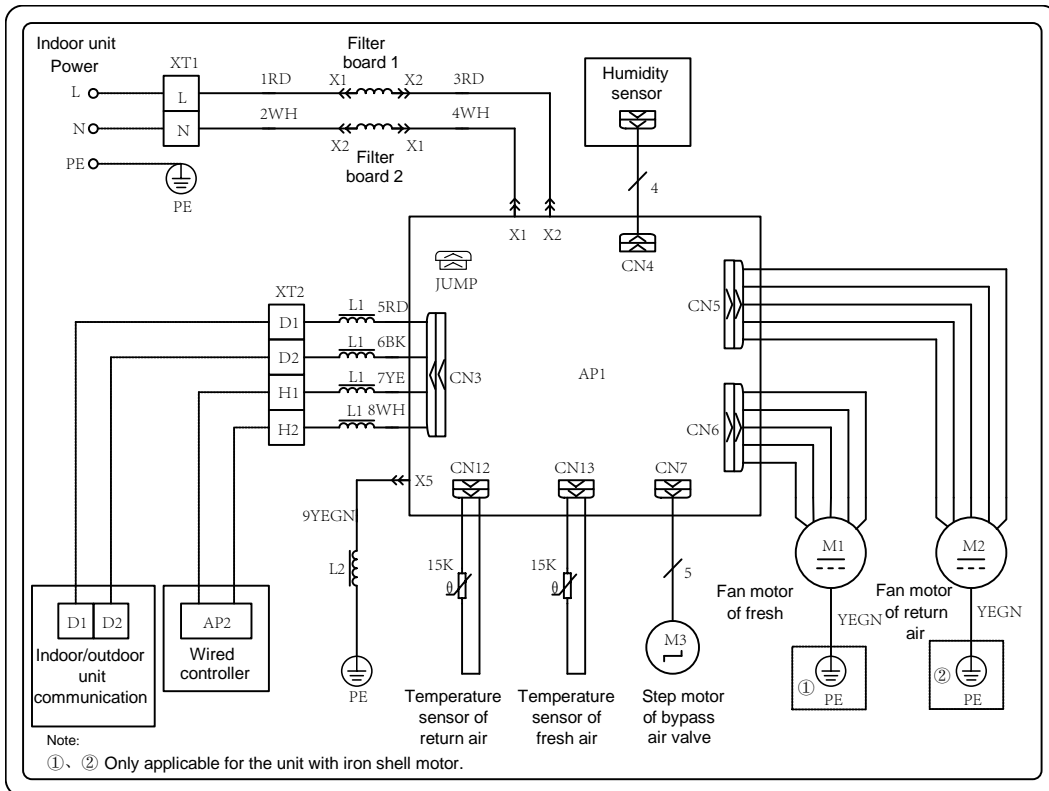 Indoor unit
Power
XT1
Filter
board 1
1RD
X1
X2
3RD
L
L
2WH
4WH
N
N
X2
X1
Filter
board 2
PE
PE
Humidity
sensor
4
X1
X2
CN4
JUMP
CN5
AP1
CN6
XT2
L1
5RD
D1
L1
6BK
D2
CN3
L1
7YE
H1
L1
8WH
H2
X5
CN12
CN13
CN7
9YEGN
L2
15K
θ
15K
θ
5
M1
M2
M3
Fan motor
of fresh
Fan motor
of return
air
YEGN
YEGN
①
PE
②
PE
D1
D2
AP2
Indoor/outdoor
unit
communication
Wired
controller
PE
Temperature
sensor of
return air
Temperature
sensor of
fresh air
Step motor
of bypass
air valve
Note:
①、② Only applicable for the unit with iron shell motor.